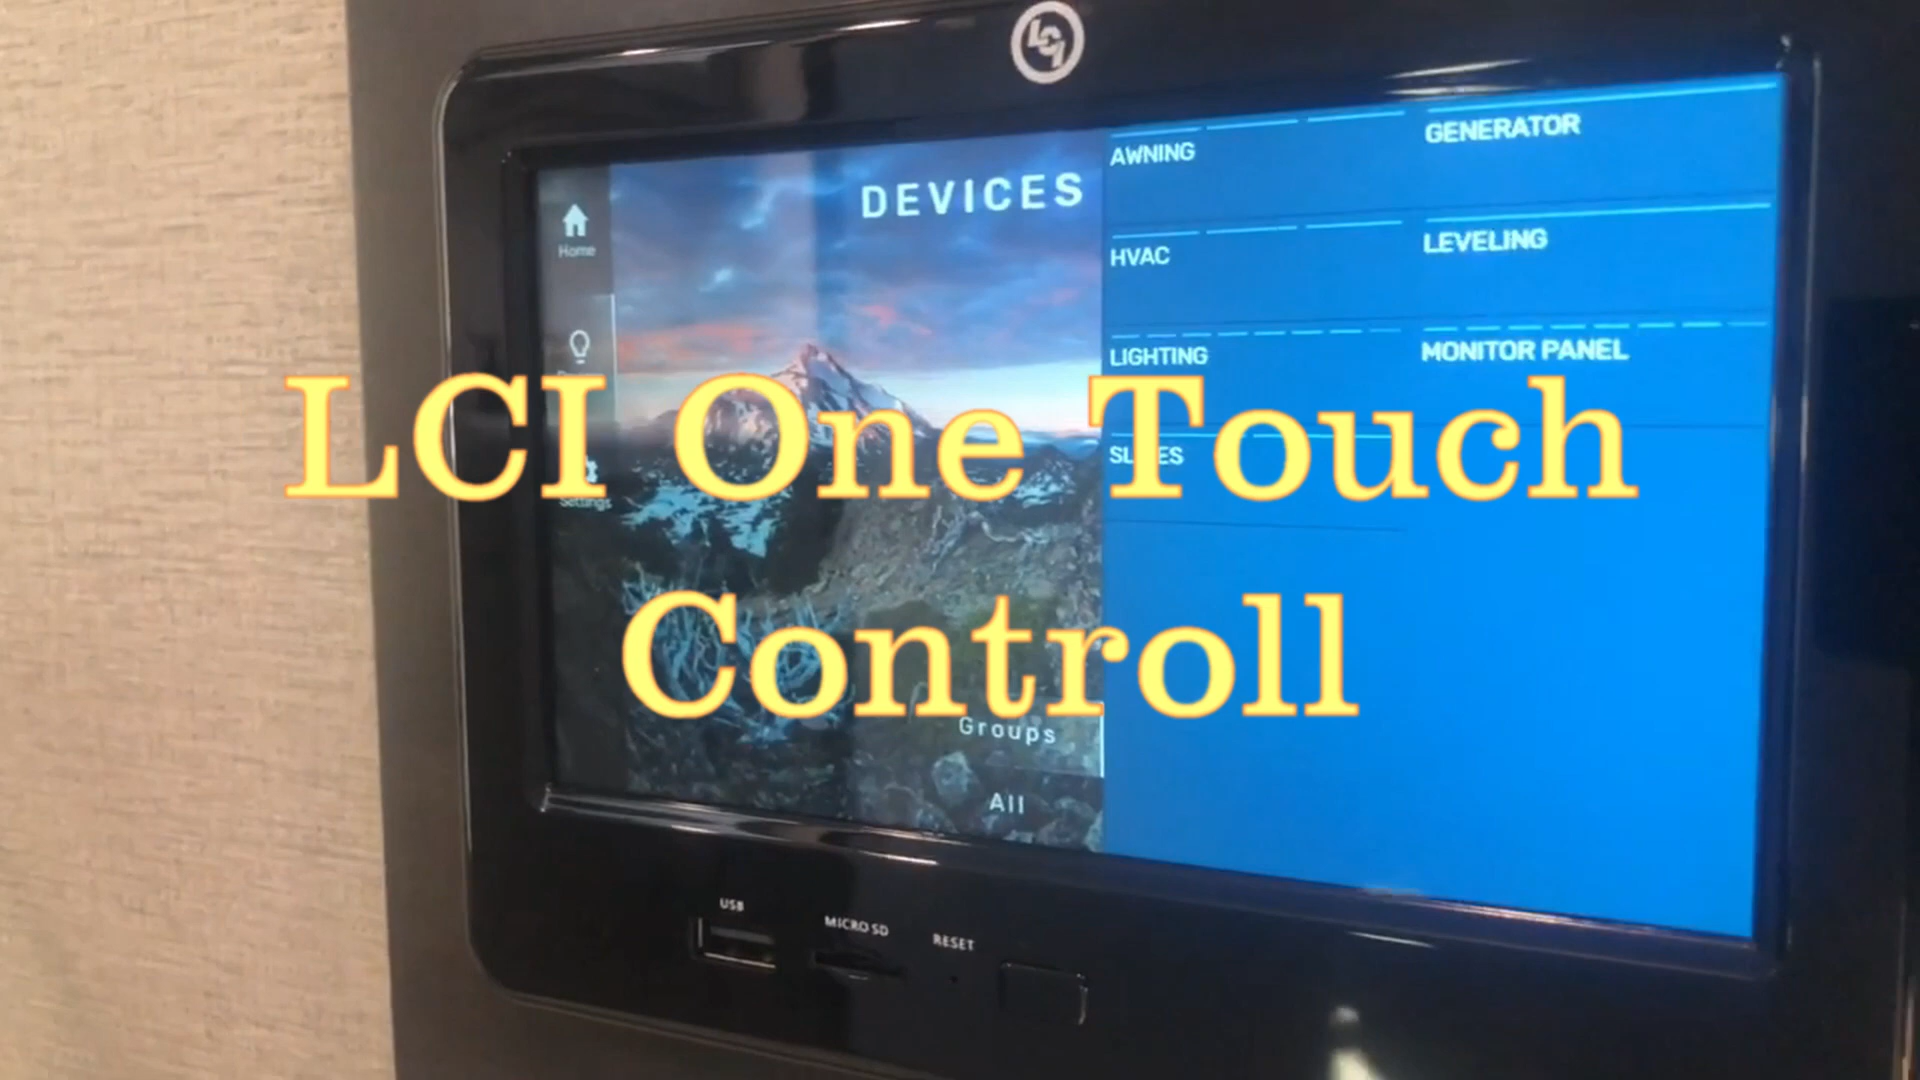 LCI
DEVICES
AWNING
GENERATOR
Home
HVAC
LEVELING
LIGHTING
MONITOR PANEL
LCI One Touch
Settings
Controll
Groups
All
USB
MICRO SD
RESET